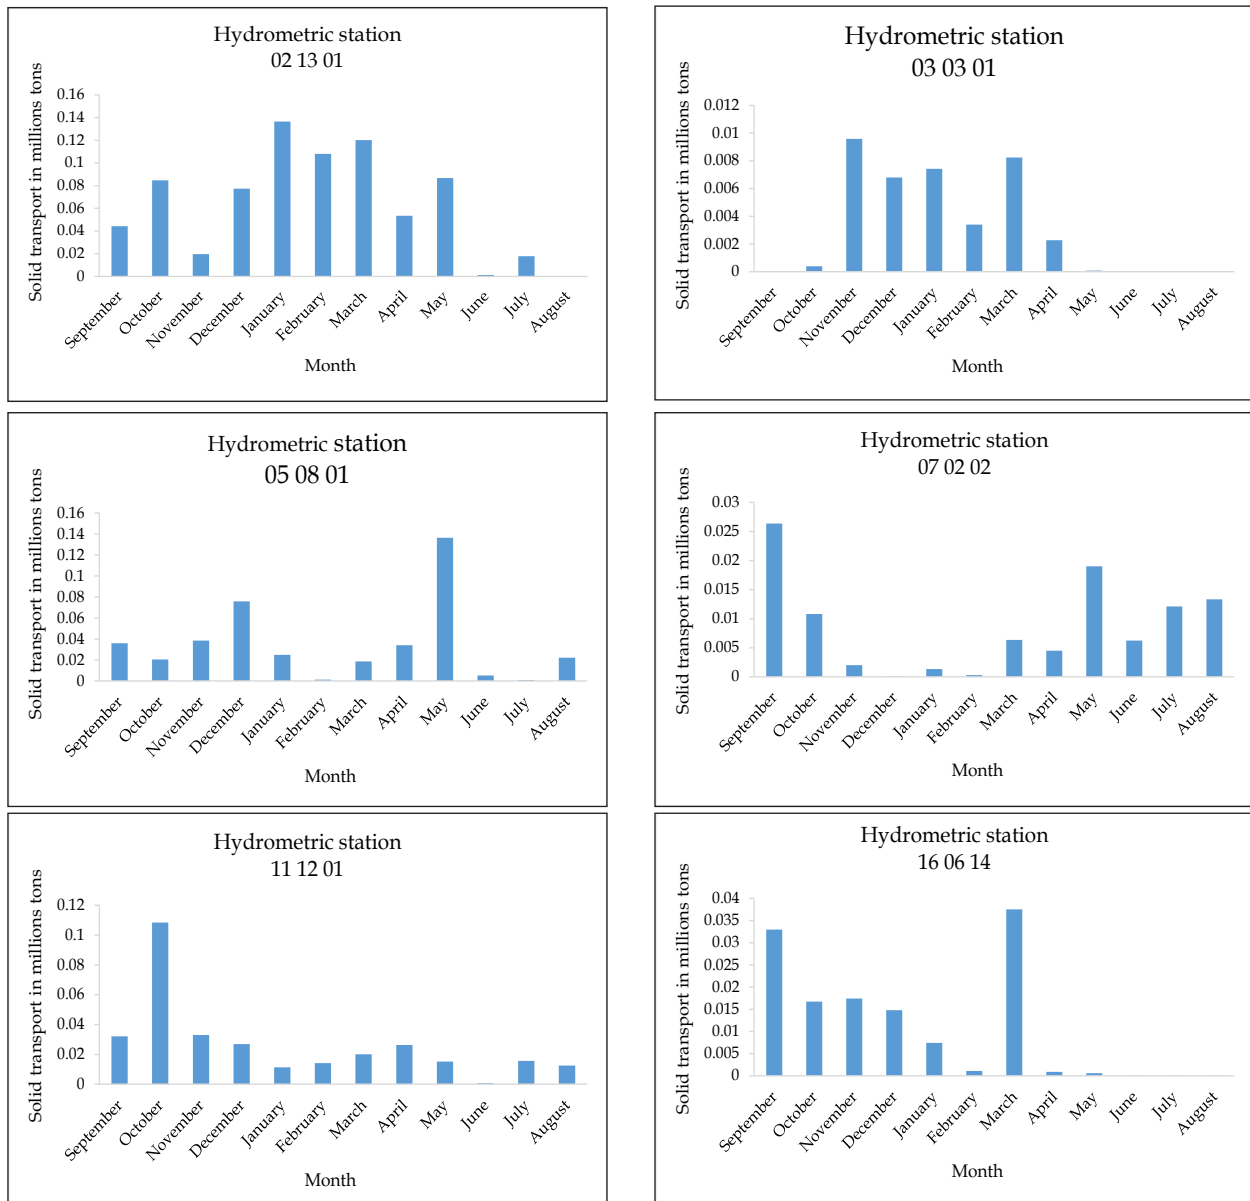 Hydrometric station
02 13 01
Solid transport in millions tons
0.16
0.14
0.12
0.1
0.08
0.06
0.04
0.02
0
September
October
November
December
January
February
March
April
May
June
July
August
Month
Hydrometric station
03 03 01
Solid transport in millions tons
0.012
0.01
0.008
0.006
0.004
0.002
0
September
October
November
December
January
February
March
April
May
June
July
August
Month
Hydrometric station
05 08 01
Solid transport in millions tons
0.16
0.14
0.12
0.1
0.08
0.06
0.04
0.02
0
September
October
November
December
January
February
March
April
May
June
July
August
Month
Hydrometric station
07 02 02
Solid transport in millions tons
0.03
0.025
0.02
0.015
0.01
0.005
0
September
October
November
December
January
February
March
April
May
June
July
August
Month
Hydrometric station
11 12 01
Solid transport in millions tons
0.12
0.1
0.08
0.06
0.04
0.02
0
September
October
November
December
January
February
March
April
May
June
July
August
Month
Hydrometric station
16 06 14
Solid transport in millions tons
0.04
0.035
0.03
0.025
0.02
0.015
0.01
0.005
0
September
October
November
December
January
February
March
April
May
June
July
August
Month